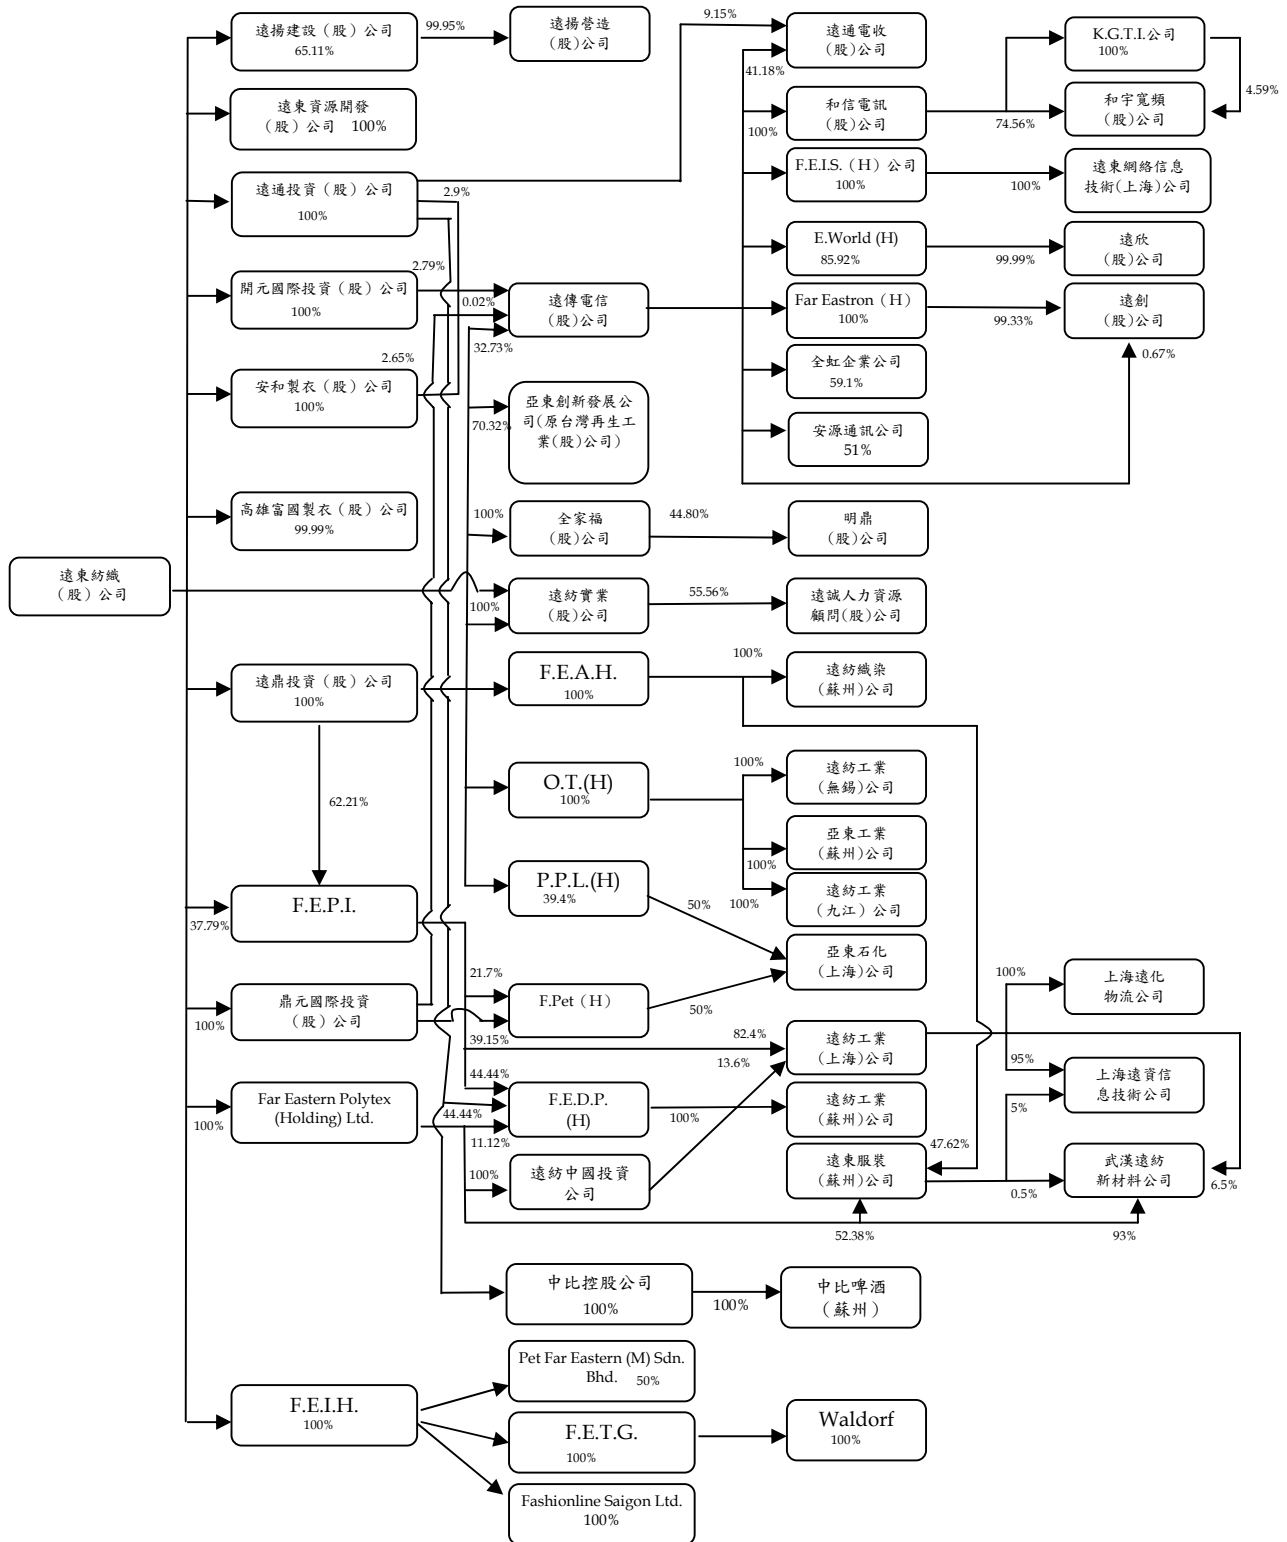 遠揚建設（股）公司
65.11%
99.95%
遠揚營造
(股)公司
9.15%
遠通電收
(股)公司
K.G.T.I.公司
100%
41.18%
4.59%
遠東資源開發
（股）公司 100%
和信電訊
(股)公司
100%
74.56%
和宇寬頻
(股)公司
F.E.I.S.（H）公司
100%
100%
遠東網絡信息
技術(上海)公司
遠通投資（股）公司
100%
2.9%
E.World (H)
85.92%
99.99%
遠欣
(股)公司
2.79%
開元國際投資（股）公司
100%
0.02%
遠傳電信
(股)公司
32.73%
Far Eastron（H）
100%
99.33%
遠創
(股)公司
0.67%
2.65%
安和製衣（股）公司
100%
全虹企業公司
59.1%
70.32%
亞東創新發展公
司(原台灣再生工
業(股)公司）
安源通訊公司
51%
高雄富國製衣（股）公司
99.99%
100%
全家福
(股)公司
44.80%
明鼎
(股)公司
遠東紡織
（股）公司
100%
遠紡實業
(股)公司
55.56%
遠誠人力資源
顧問(股)公司
遠鼎投資（股）公司
100%
F.E.A.H.
100%
100%
遠紡織染
(蘇州)公司
62.21%
O.T.(H)
100%
100%
遠紡工業
(無錫)公司
100%
亞東工業
(蘇州)公司
100%
遠紡工業
(九江）公司
P.P.L.(H)
39.4%
50%
37.79%
F.E.P.I.
亞東石化
(上海)公司
21.7%
F.Pet（H）
50%
100%
上海遠化
物流公司
100%
鼎元國際投資
（股）公司
39.15%
82.4%
13.6%
遠紡工業
(上海)公司
95%
上海遠資信
息技術公司
5%
100%
Far Eastern Polytex
(Holding) Ltd.
44.44%
44.44%
11.12%
F.E.D.P.
(H)
100%
遠紡工業
(蘇州)公司
100%
遠紡中國投資
公司
47.62%
遠東服裝
(蘇州)公司
0.5%
武漢遠紡
新材料公司
6.5%
52.38%
93%
中比控股公司
100%
100%
中比啤酒
（蘇州）
Pet Far Eastern (M) Sdn.
Bhd. 50%
F.E.I.H.
100%
F.E.T.G.
100%
Waldorf
100%
Fashionline Saigon Ltd.
100%